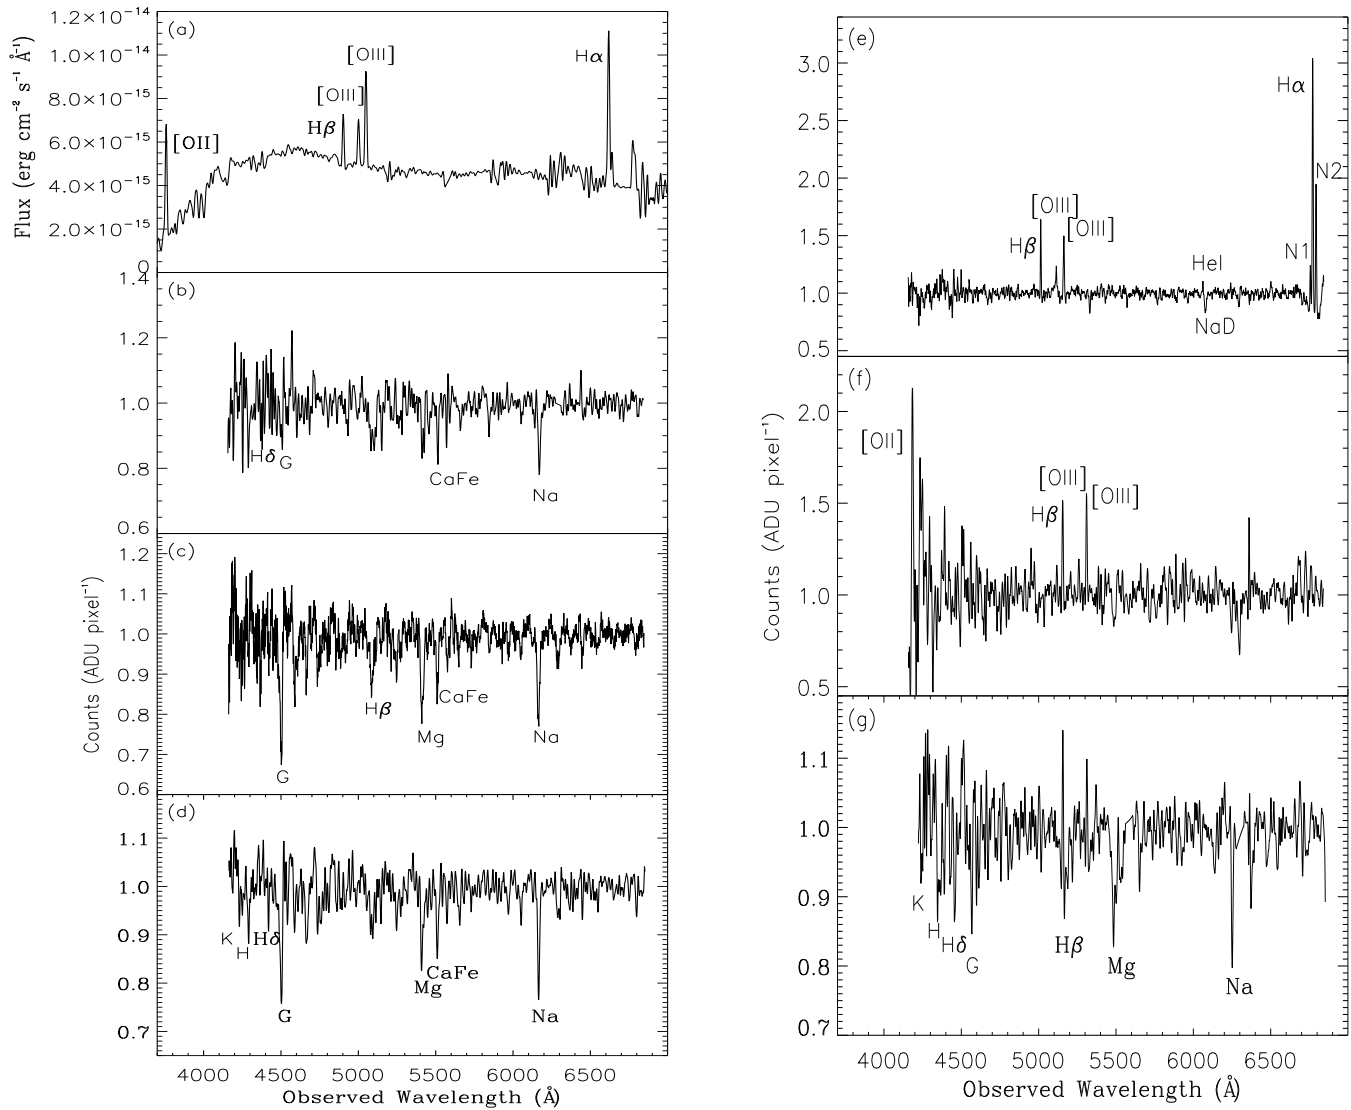 1.2×10⁻¹⁴
1.0×10⁻¹⁴
8.0×10⁻¹⁵
6.0×10⁻¹⁵
4.0×10⁻¹⁵
2.0×10⁻¹⁵
0
Flux (erg cm⁻² s⁻¹ Å⁻¹)
(a)
[OII]
Hβ
[OIII]
[OIII]
Hα
1.4
1.2
1.0
0.8
0.6
(b)
Hδ
G
CaFe
Na
1.2
1.1
1.0
0.9
0.8
0.7
0.6
Counts (ADU pixel⁻¹)
(c)
G
Hβ
Mg
CaFe
Na
1.1
1.0
0.9
0.8
0.7
(d)
K
H
Hδ
G
CaFe
Mg
Na
4000 4500 5000 5500 6000 6500
Observed Wavelength (Å)
3.0
2.5
2.0
1.5
1.0
0.5
(e)
Hβ
[OIII]
[OIII]
HeI
NaD
Hα
N1
N2
2.0
1.5
1.0
0.5
Counts (ADU pixel⁻¹)
(f)
[OII]
Hβ
[OIII]
[OIII]
1.1
1.0
0.9
0.8
0.7
(g)
K
H
Hδ
G
Hβ
Mg
Na
4000 4500 5000 5500 6000 6500
Observed Wavelength (Å)